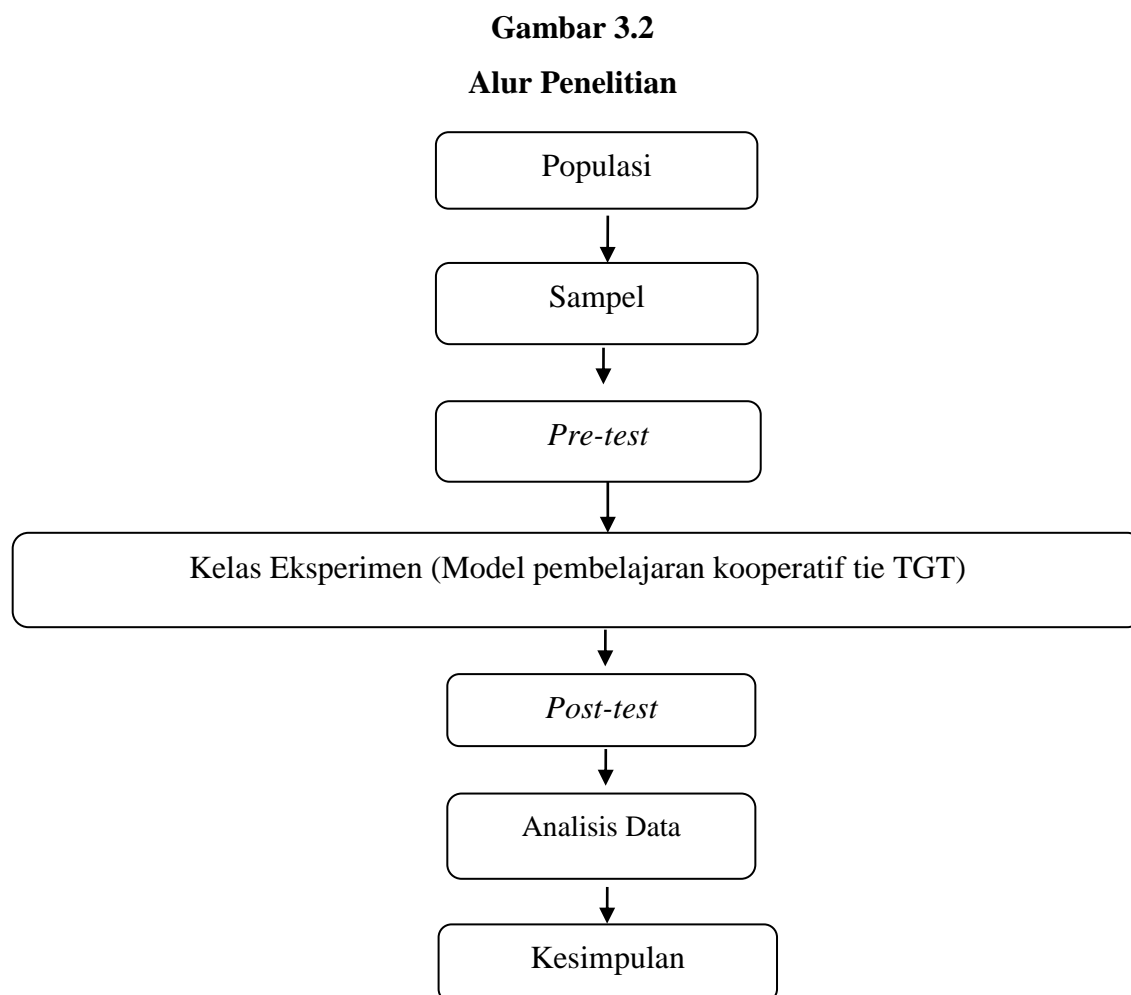 Gambar 3.2
Alur Penelitian
Populasi
Sampel
Pre-test
Kelas Eksperimen (Model pembelajaran kooperatif tie TGT)
Post-test
Analisis Data
Kesimpulan